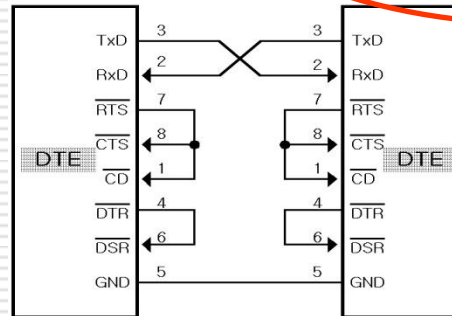 TxD 3 3 TxD
RxD 2 2 RxD
RTS 7 7 RTS
CTS 8 8 CTS
DTE DTE
CD 1 1 CD
DTR 4 4 DTR
DSR 6 6 DSR
GND 5 5 GND